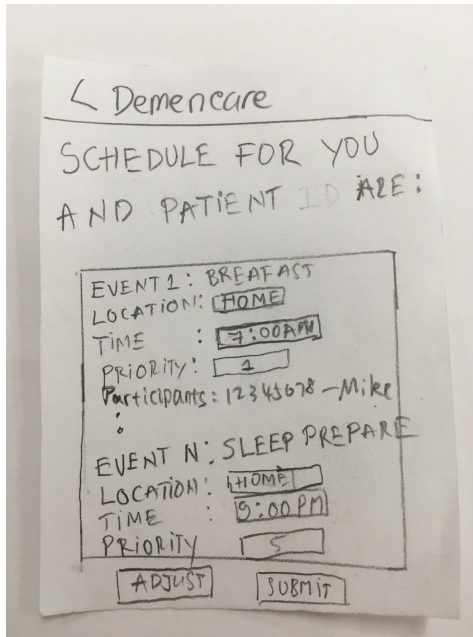 < Demencare
SCHEDULE FOR YOU
AND PATIENT ID ARE:
EVENT 1: BREAFAST
LOCATION: HOME
TIME : 7:00AM
PRIORITY: 1
Participants: 12345678 - Mike
:
EVENT N: SLEEP PREPARE
LOCATION: HOME
TIME : 9:00 PM
PRIORITY 5
ADJUST SUBMIT